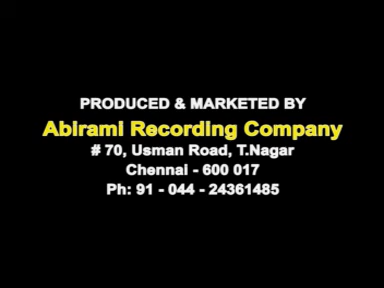 PRODUCED & MARKETED BY
Abirami Recording Company
# 70, Usman Road, T.Nagar
Chennai - 600 017
Ph: 91 - 044 - 24361485